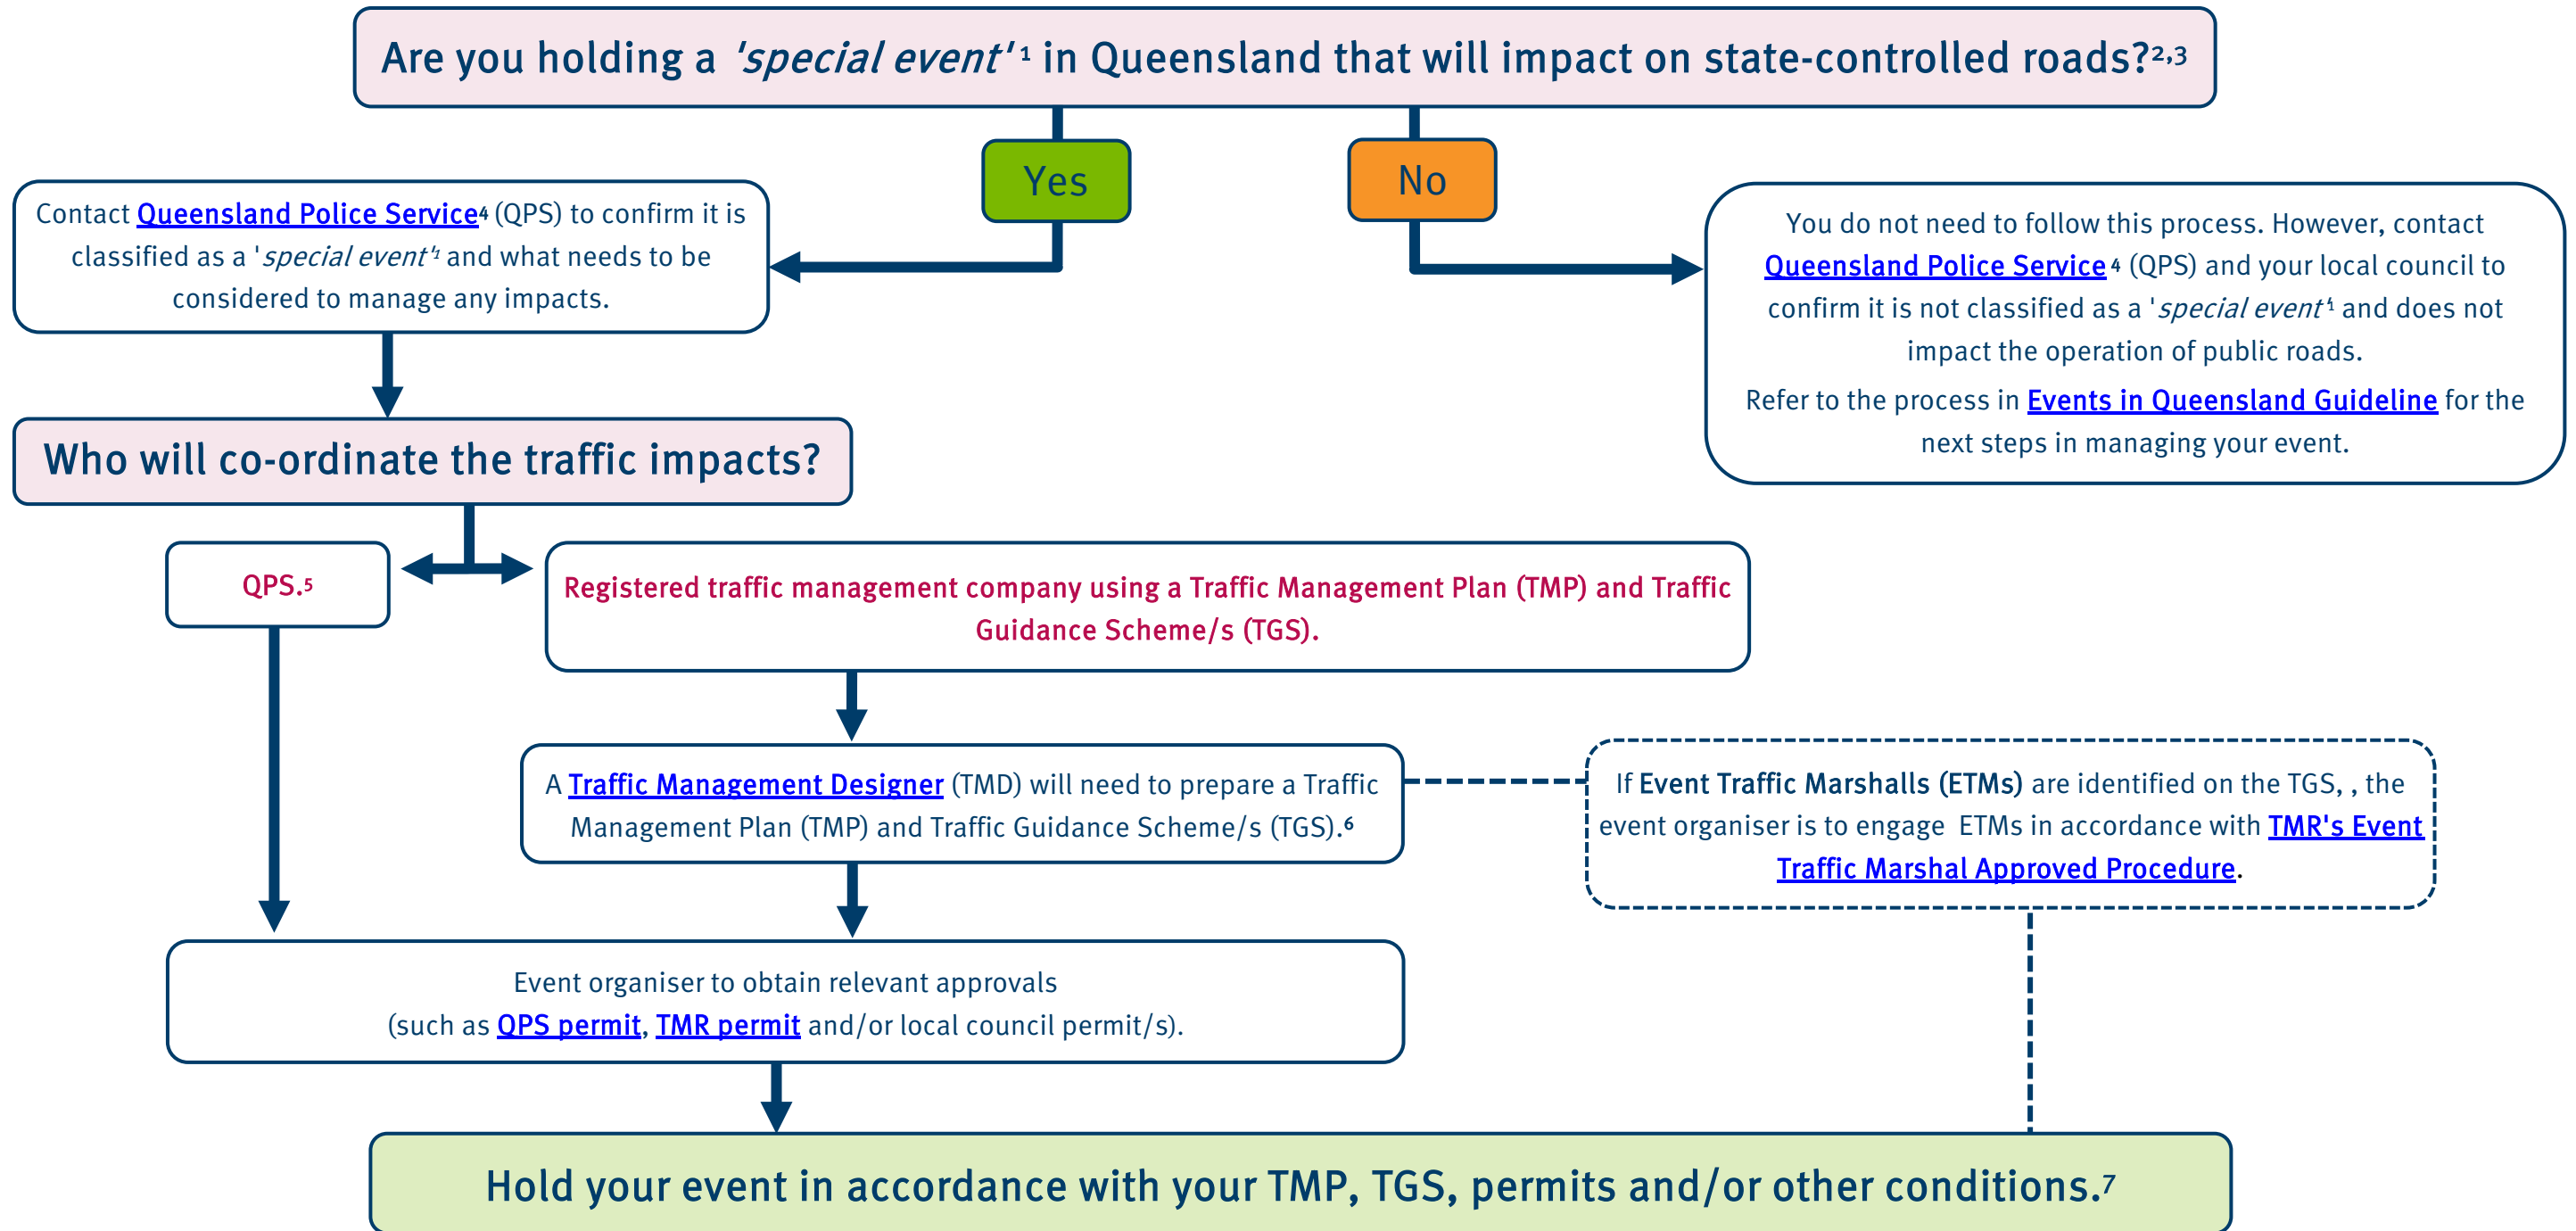 Are you holding a 'special event' ¹ in Queensland that will impact on state-controlled roads?²,³
Yes
No
Contact Queensland Police Service⁴ (QPS) to confirm it is
classified as a 'special event'¹ and what needs to be
considered to manage any impacts.
You do not need to follow this process. However, contact
Queensland Police Service ⁴ (QPS) and your local council to
confirm it is not classified as a 'special event'¹ and does not
impact the operation of public roads.
Refer to the process in Events in Queensland Guideline for the
next steps in managing your event.
Who will co-ordinate the traffic impacts?
QPS.⁵
Registered traffic management company using a Traffic Management Plan (TMP) and Traffic
Guidance Scheme/s (TGS).
A Traffic Management Designer (TMD) will need to prepare a Traffic
Management Plan (TMP) and Traffic Guidance Scheme/s (TGS).⁶
If Event Traffic Marshalls (ETMs) are identified on the TGS, , the
event organiser is to engage ETMs in accordance with TMR's Event
Traffic Marshal Approved Procedure.
Event organiser to obtain relevant approvals
(such as QPS permit, TMR permit and/or local council permit/s).
Hold your event in accordance with your TMP, TGS, permits and/or other conditions.⁷